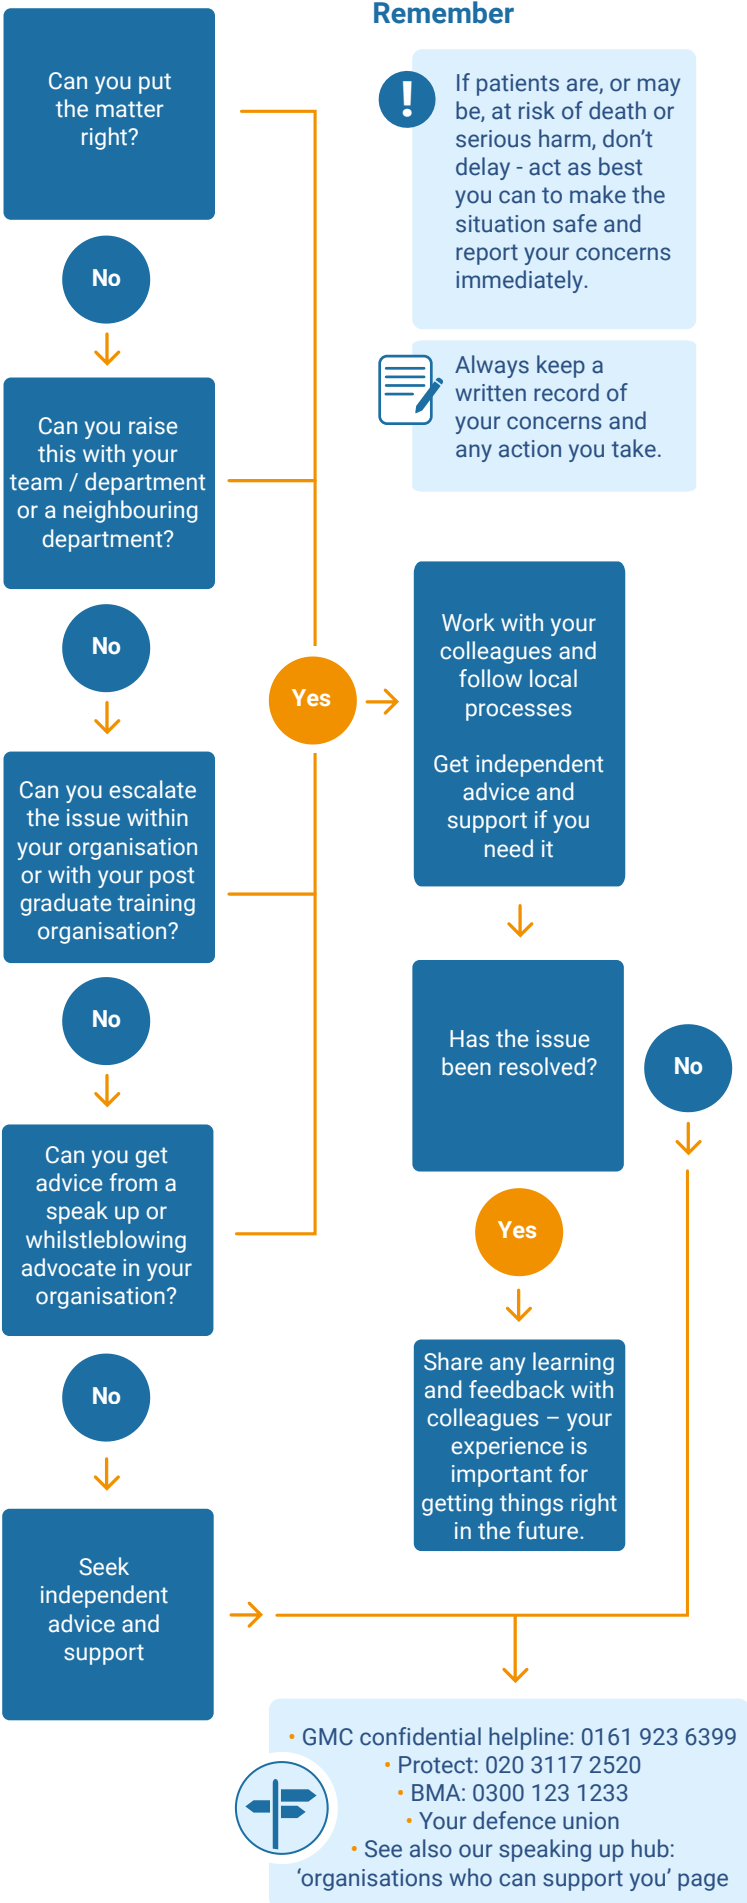 Remember
If patients are, or may
be, at risk of death or
serious harm, don't
delay - act as best
you can to make the
situation safe and
report your concerns
immediately.
Always keep a
written record of
your concerns and
any action you take.
Can you put
the matter
right?
No
Can you raise
this with your
team / department
or a neighbouring
department?
No
Can you escalate
the issue within
your organisation
or with your post
graduate training
organisation?
No
Can you get
advice from a
speak up or
whilstleblowing
advocate in your
organisation?
No
Seek
independent
advice and
support
Yes
Work with your
colleagues and
follow local
processes
Get independent
advice and
support if you
need it
Has the issue
been resolved?
No
Yes
Share any learning
and feedback with
colleagues – your
experience is
important for
getting things right
in the future.
• GMC confidential helpline: 0161 923 6399
• Protect: 020 3117 2520
• BMA: 0300 123 1233
• Your defence union
• See also our speaking up hub:
‘organisations who can support you’ page